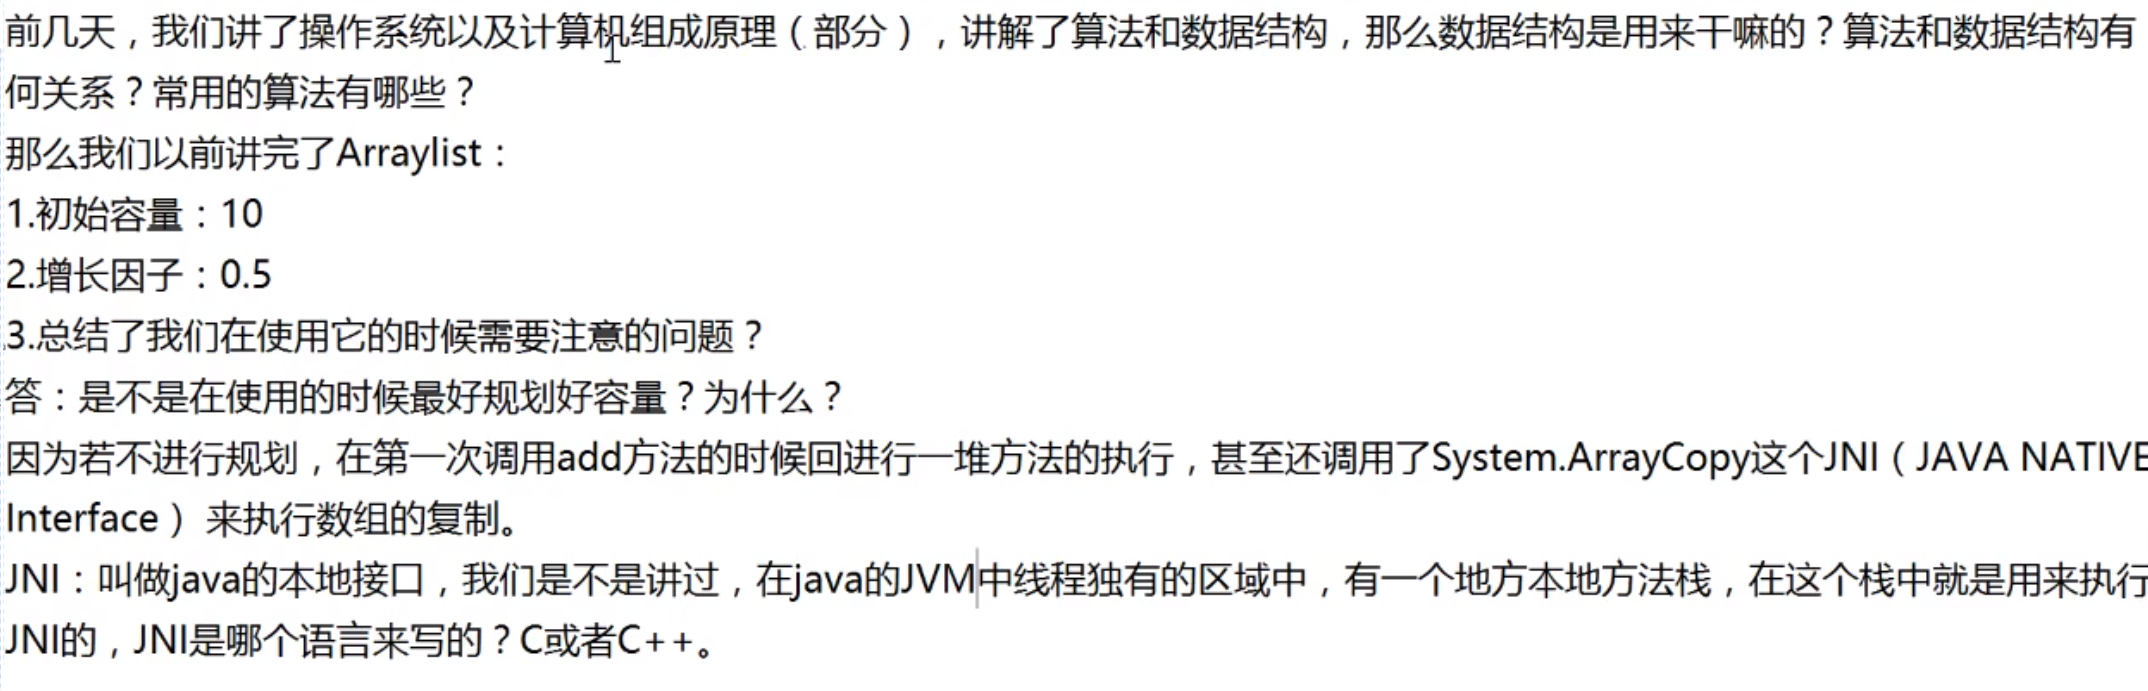 前几天，我们讲了操作系统以及计算机组成原理（部分），讲解了算法和数据结构，那么数据结构是用来干嘛的？算法和数据结构有
何关系？常用的算法有哪些？
那么我们以前讲完了Arraylist：
1.初始容量：10
2.增长因子：0.5
3.总结了我们在使用它的时候需要注意的问题？
答：是不是在使用的时候最好规划好容量？为什么？
因为若不进行规划，在第一次调用add方法的时候回进行一堆方法的执行，甚至还调用了System.ArrayCopy这个JNI（JAVA NATIVE
Interface） 来执行数组的复制。
JNI：叫做java的本地接口，我们是不是讲过，在java的JVM中线程独有的区域中，有一个地方本地方法栈，在这个栈中就是用来执行
JNI的，JNI是哪个语言来写的？C或者C++。